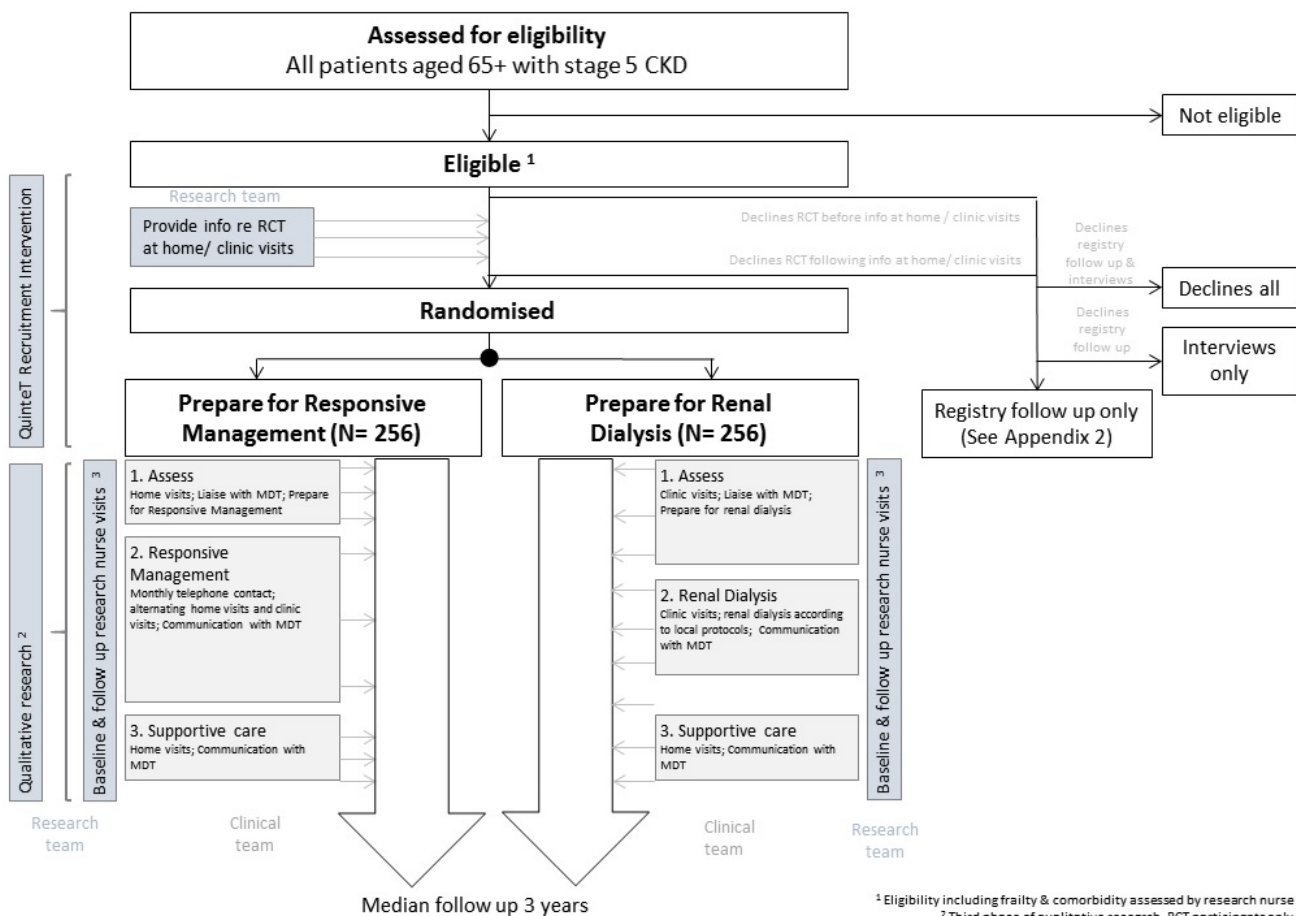 Assessed for eligibility
All patients aged 65+ with stage 5 CKD
Not eligible
Eligible ¹
Research team
Provide info re RCT
at home/ clinic visits
Declines RCT before info at home / clinic visits
Declines RCT following info at home/ clinic visits
Declines
registry
follow up &
interviews
Declines all
Declines
registry
follow up
Interviews
only
Registry follow up only
(See Appendix 2)
QuinteT Recruitment Intervention
Randomised
Prepare for Responsive
Management (N= 256)
Prepare for Renal
Dialysis (N= 256)
Qualitative research ²
Baseline & follow up research nurse visits ³
1. Assess
Home visits; Liaise with MDT; Prepare
for Responsive Management
2. Responsive
Management
Monthly telephone contact;
alternating home visits and clinic
visits; Communication with MDT
3. Supportive care
Home visits; Communication with
MDT
1. Assess
Clinic visits; Liaise with MDT;
Prepare for renal dialysis
2. Renal Dialysis
Clinic visits; renal dialysis according
to local protocols; Communication
with MDT
3. Supportive care
Home visits; Communication with
MDT
Baseline & follow up research nurse visits ³
Research
team
Clinical
team
Clinical
team
Research
team
Median follow up 3 years
¹ Eligibility including frailty & comorbidity assessed by research nurse
² Third phase of qualitative research, RCT participants only